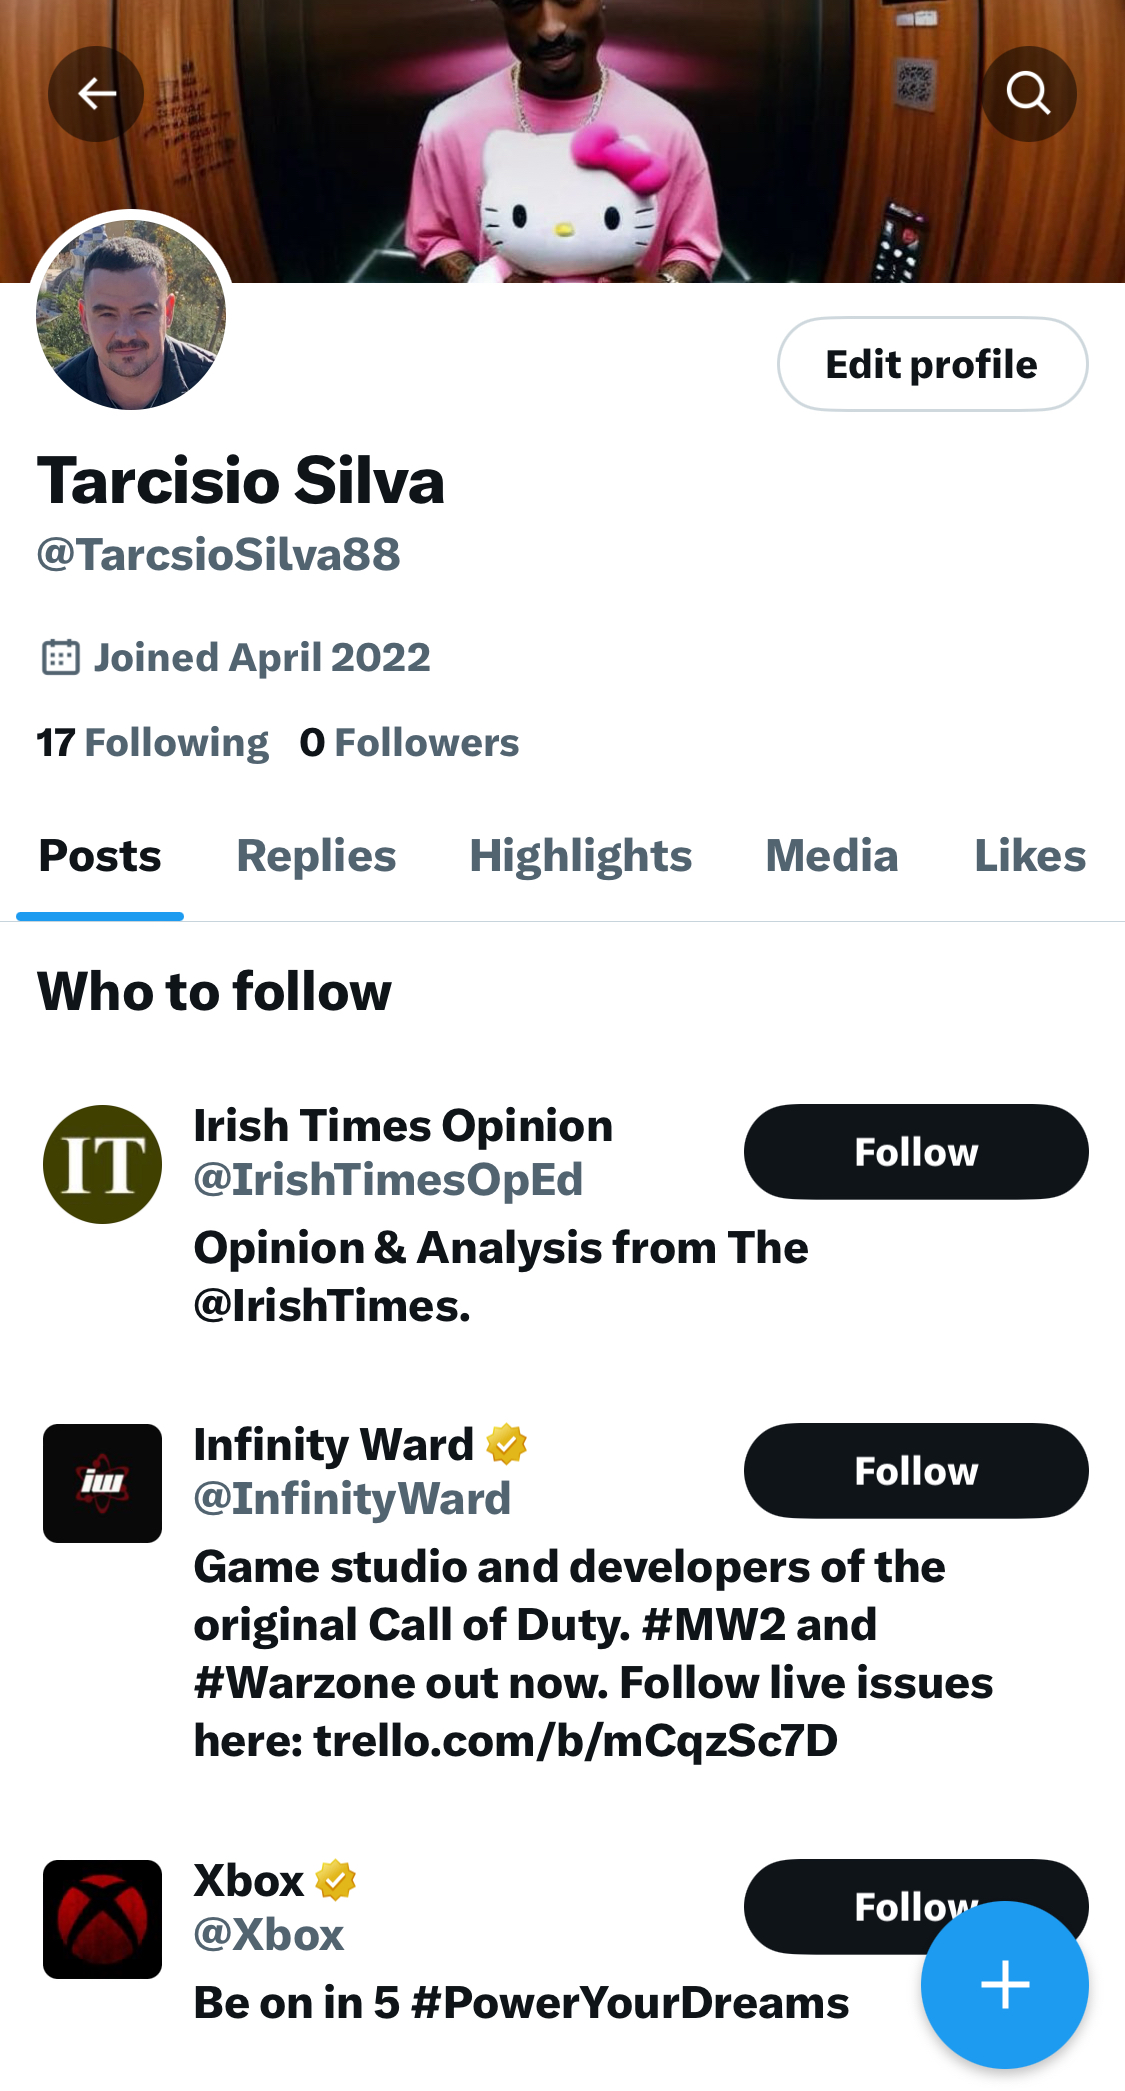 Edit profile
Tarcisio Silva
@TarcsioSilva88
Joined April 2022
17 Following 0 Followers
Posts Replies Highlights Media Likes
Who to follow
IT
Irish Times Opinion
@IrishTimesOpEd
Follow
Opinion & Analysis from The
@IrishTimes.
iw
Infinity Ward
@InfinityWard
Follow
Game studio and developers of the
original Call of Duty. #MW2 and
#Warzone out now. Follow live issues
here: trello.com/b/mCqzSc7D
Xbox
@Xbox
Follow
Be on in 5 #PowerYourDreams